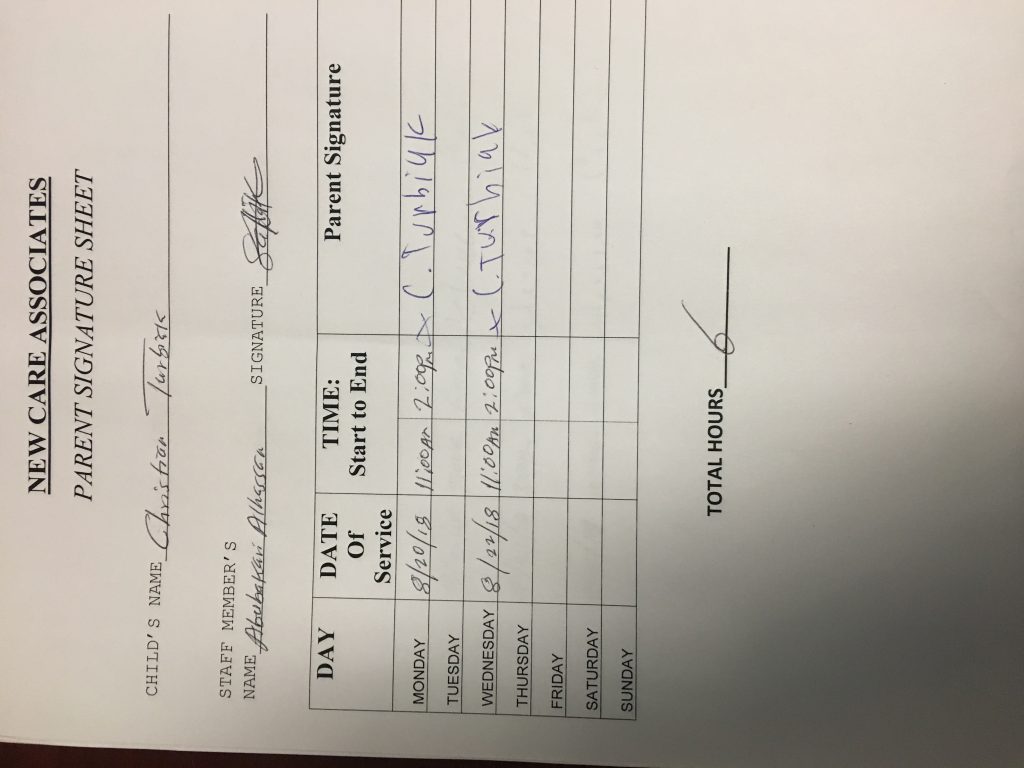 NEW CARE ASSOCIATES
PARENT SIGNATURE SHEET
CHILD'S NAME Christian Turbiak
STAFF MEMBER'S
NAME Abubakari Alhassan SIGNATURE
DAY DATE Of Service TIME: Start to End Parent Signature
MONDAY 8/20/18 11:00AM 2:00pm x C. Turbiak
TUESDAY
WEDNESDAY 8/22/18 11:00AM 2:00pm x C. Turbiak
THURSDAY
FRIDAY
SATURDAY
SUNDAY
TOTAL HOURS 6